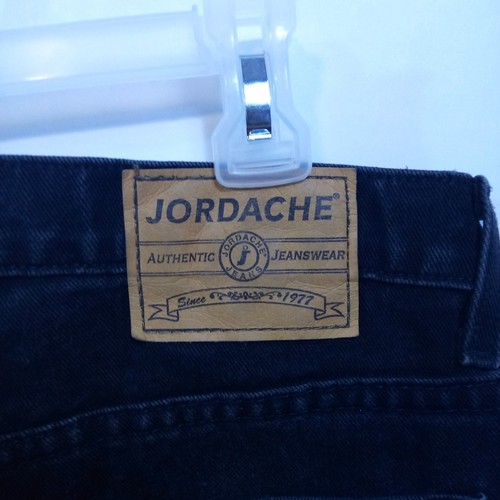 JORDACHE®
AUTHENTIC JORDACHE j JEANS JEANSWEAR
Since 1977